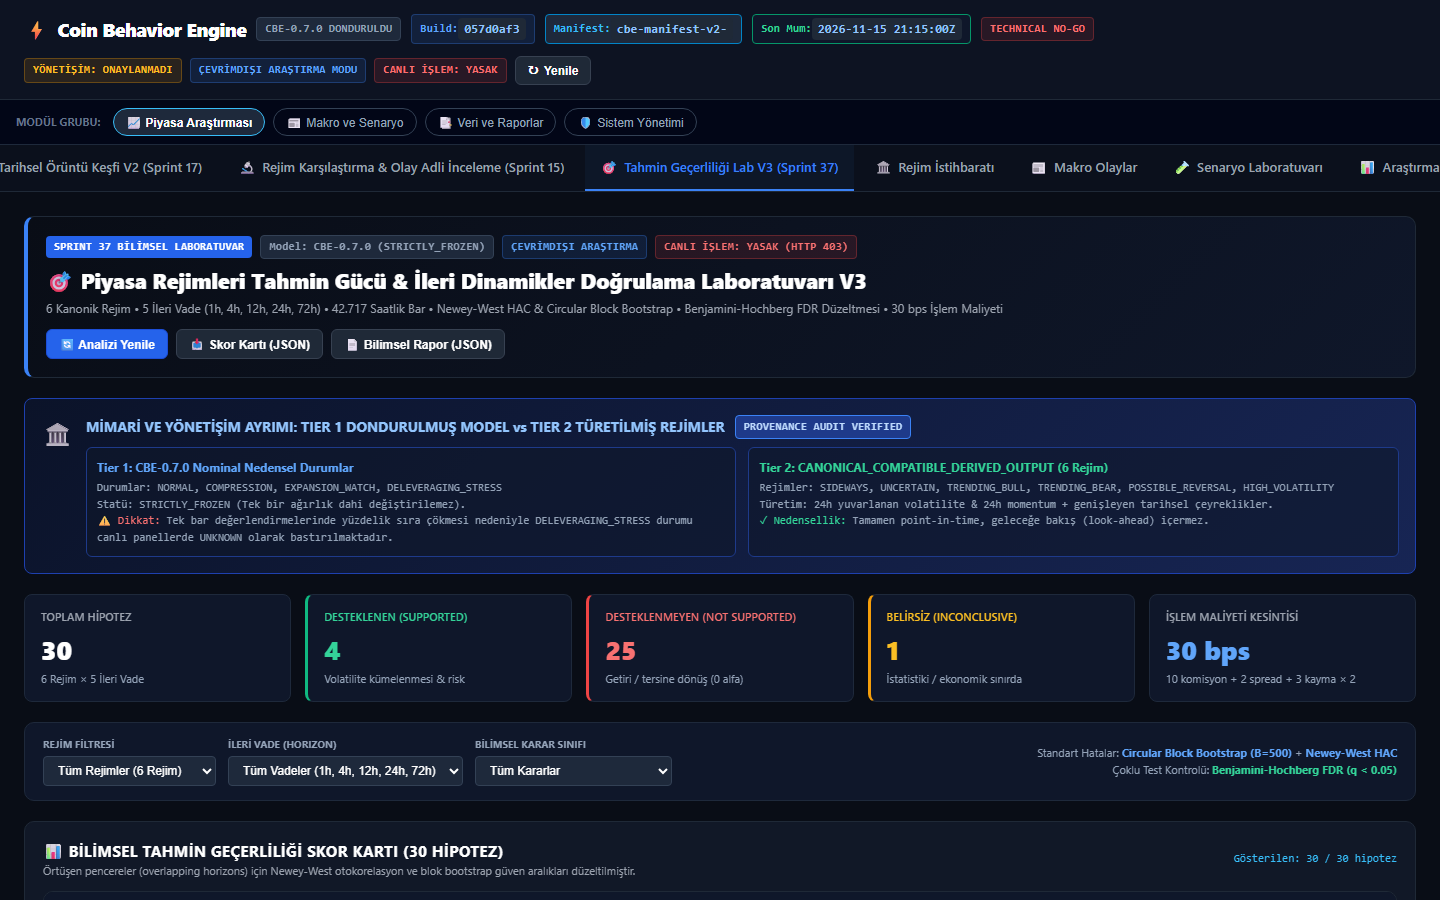 Coin Behavior Engine
CBE-0.7.0 DONDURULDU
Build: 057d0af3
Manifest: cbe-manifest-v2-
Son Mum: 2026-11-15 21:15:00Z
TECHNICAL NO-GO
YÖNETİŞİM: ONAYLANMADI
ÇEVRİMDIŞI ARAŞTIRMA MODU
CANLI İŞLEM: YASAK
↻ Yenile
MODÜL GRUBU:
Piyasa Araştırması
Makro ve Senaryo
Veri ve Raporlar
Sistem Yönetimi
Tarihsel Örüntü Keşfi V2 (Sprint 17)
Rejim Karşılaştırma & Olay Adli İnceleme (Sprint 15)
Tahmin Geçerliliği Lab V3 (Sprint 37)
Rejim İstihbaratı
Makro Olaylar
Senaryo Laboratuvarı
Araştırma
SPRINT 37 BİLİMSEL LABORATUVAR
Model: CBE-0.7.0 (STRICTLY_FROZEN)
ÇEVRİMDIŞI ARAŞTIRMA
CANLI İŞLEM: YASAK (HTTP 403)
Piyasa Rejimleri Tahmin Gücü & İleri Dinamikler Doğrulama Laboratuvarı V3
6 Kanonik Rejim • 5 İleri Vade (1h, 4h, 12h, 24h, 72h) • 42.717 Saatlik Bar • Newey-West HAC & Circular Block Bootstrap • Benjamini-Hochberg FDR Düzeltmesi • 30 bps İşlem Maliyeti
Analizi Yenile
Skor Kartı (JSON)
Bilimsel Rapor (JSON)
MİMARİ VE YÖNETİŞİM AYRIMI: TIER 1 DONDURULMUŞ MODEL vs TIER 2 TÜRETİLMİŞ REJİMLER
PROVENANCE AUDIT VERIFIED
Tier 1: CBE-0.7.0 Nominal Nedensel Durumlar
Durumlar: NORMAL, COMPRESSION, EXPANSION_WATCH, DELEVERAGING_STRESS
Statü: STRICTLY_FROZEN (Tek bir ağırlık dahi değiştirilemez).
⚠️ Dikkat: Tek bar değerlendirmelerinde yüzdelik sıra çökmesi nedeniyle DELEVERAGING_STRESS durumu
canlı panellerde UNKNOWN olarak bastırılmaktadır.
Tier 2: CANONICAL_COMPATIBLE_DERIVED_OUTPUT (6 Rejim)
Rejimler: SIDEWAYS, UNCERTAIN, TRENDING_BULL, TRENDING_BEAR, POSSIBLE_REVERSAL, HIGH_VOLATILITY
Türetim: 24h yuvarlanan volatilite & 24h momentum + genişleyen tarihsel çeyreklikler.
✓ Nedensellik: Tamamen point-in-time, geleceğe bakış (look-ahead) içermez.
TOPLAM HİPOTEZ
30
6 Rejim × 5 İleri Vade
DESTEKLENEN (SUPPORTED)
4
Volatilite kümelenmesi & risk
DESTEKLENMEYEN (NOT SUPPORTED)
25
Getiri / tersine dönüş (0 alfa)
BELİRSİZ (INCONCLUSIVE)
1
İstatistiki / ekonomik sınırda
İŞLEM MALİYETİ KESİNTİSİ
30 bps
10 komisyon + 2 spread + 3 kayma × 2
REJİM FİLTRESİ
Tüm Rejimler (6 Rejim)
İLERİ VADE (HORIZON)
Tüm Vadeler (1h, 4h, 12h, 24h, 72h)
BİLİMSEL KARAR SINIFI
Tüm Kararlar
Standart Hatalar: Circular Block Bootstrap (B=500) + Newey-West HAC
Çoklu Test Kontrolü: Benjamini-Hochberg FDR (q < 0.05)
BİLİMSEL TAHMİN GEÇERLİLİĞİ SKOR KARTI (30 HİPOTEZ)
Örtüşen pencereler (overlapping horizons) için Newey-West otokorelasyon ve blok bootstrap güven aralıkları düzeltilmiştir.
Gösterilen: 30 / 30 hipotez